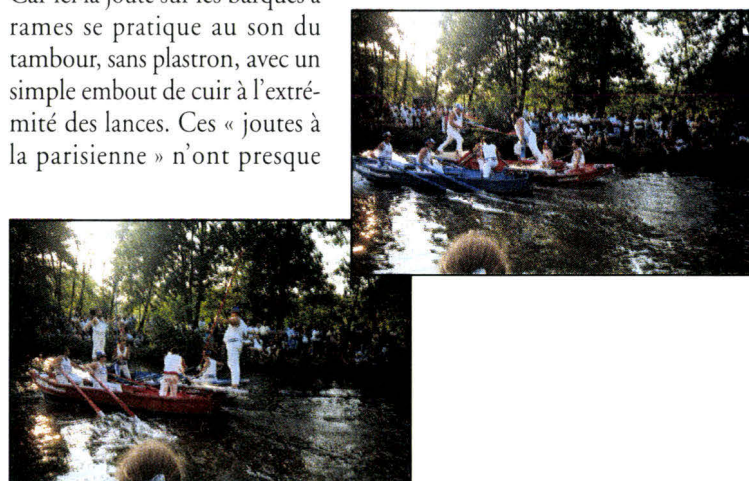 Car ici la joute sur les barques à
rames se pratique au son du
tambour, sans plastron, avec un
simple embout de cuir à l'extré-
mité des lances. Ces « joutes à
la parisienne » n'ont presque